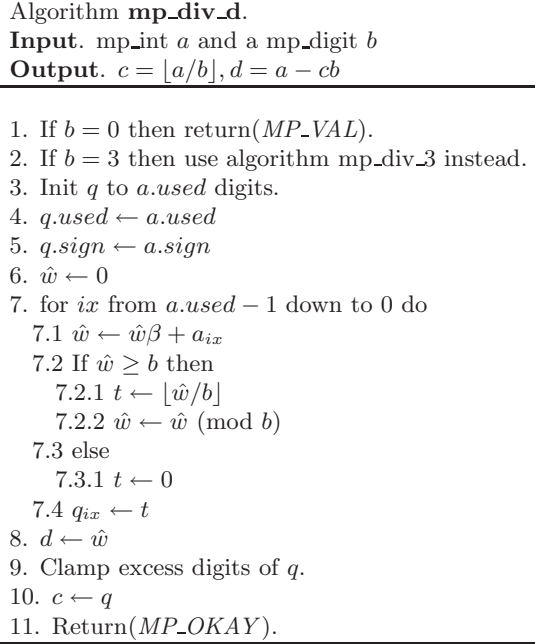 Algorithm mp_div_d.
Input. mp_int a and a mp_digit b
Output. c = ⌊a/b⌋, d = a − cb
1. If b = 0 then return(MP_VAL).
2. If b = 3 then use algorithm mp_div_3 instead.
3. Init q to a.used digits.
4. q.used ← a.used
5. q.sign ← a.sign
6. ŵ ← 0
7. for ix from a.used − 1 down to 0 do
7.1 ŵ ← ŵβ + a_{ix}
7.2 If ŵ ≥ b then
7.2.1 t ← ⌊ŵ/b⌋
7.2.2 ŵ ← ŵ (mod b)
7.3 else
7.3.1 t ← 0
7.4 q_{ix} ← t
8. d ← ŵ
9. Clamp excess digits of q.
10. c ← q
11. Return(MP_OKAY).